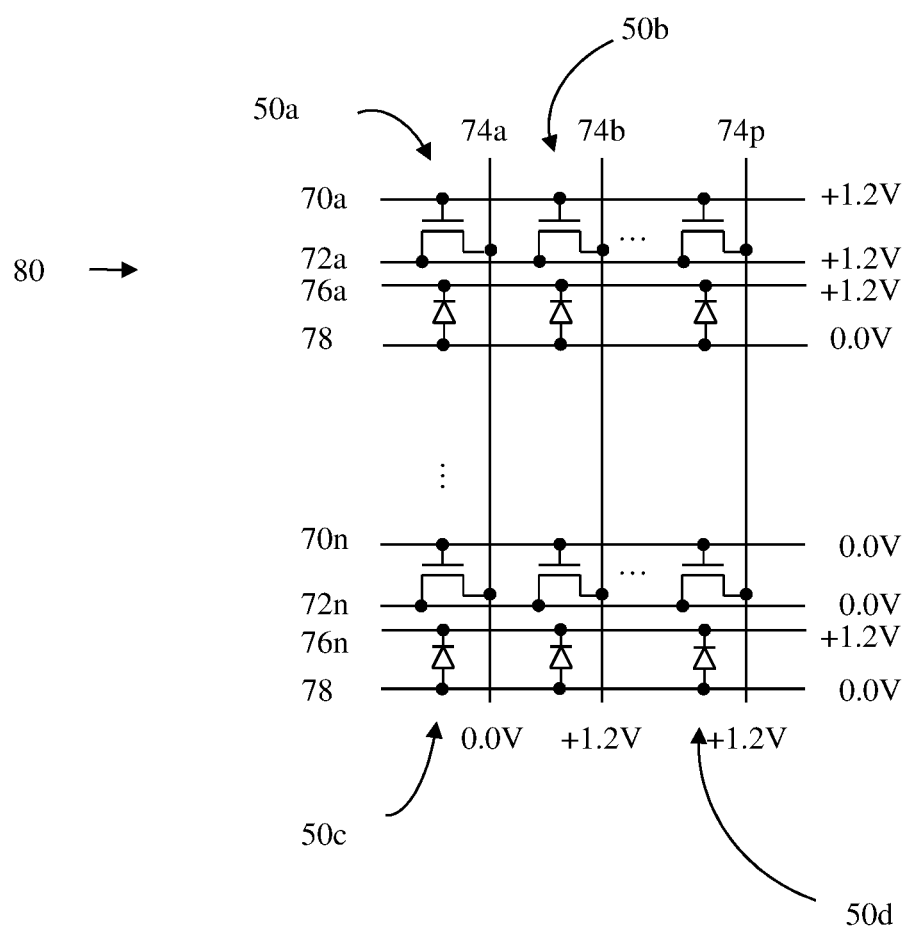 50b
50a
74a 74b 74p
70a +1.2V
...
72a +1.2V
80
76a +1.2V
78 0.0V
⋮
70n 0.0V
...
72n 0.0V
76n +1.2V
78 0.0V
0.0V +1.2V +1.2V
50c
50d